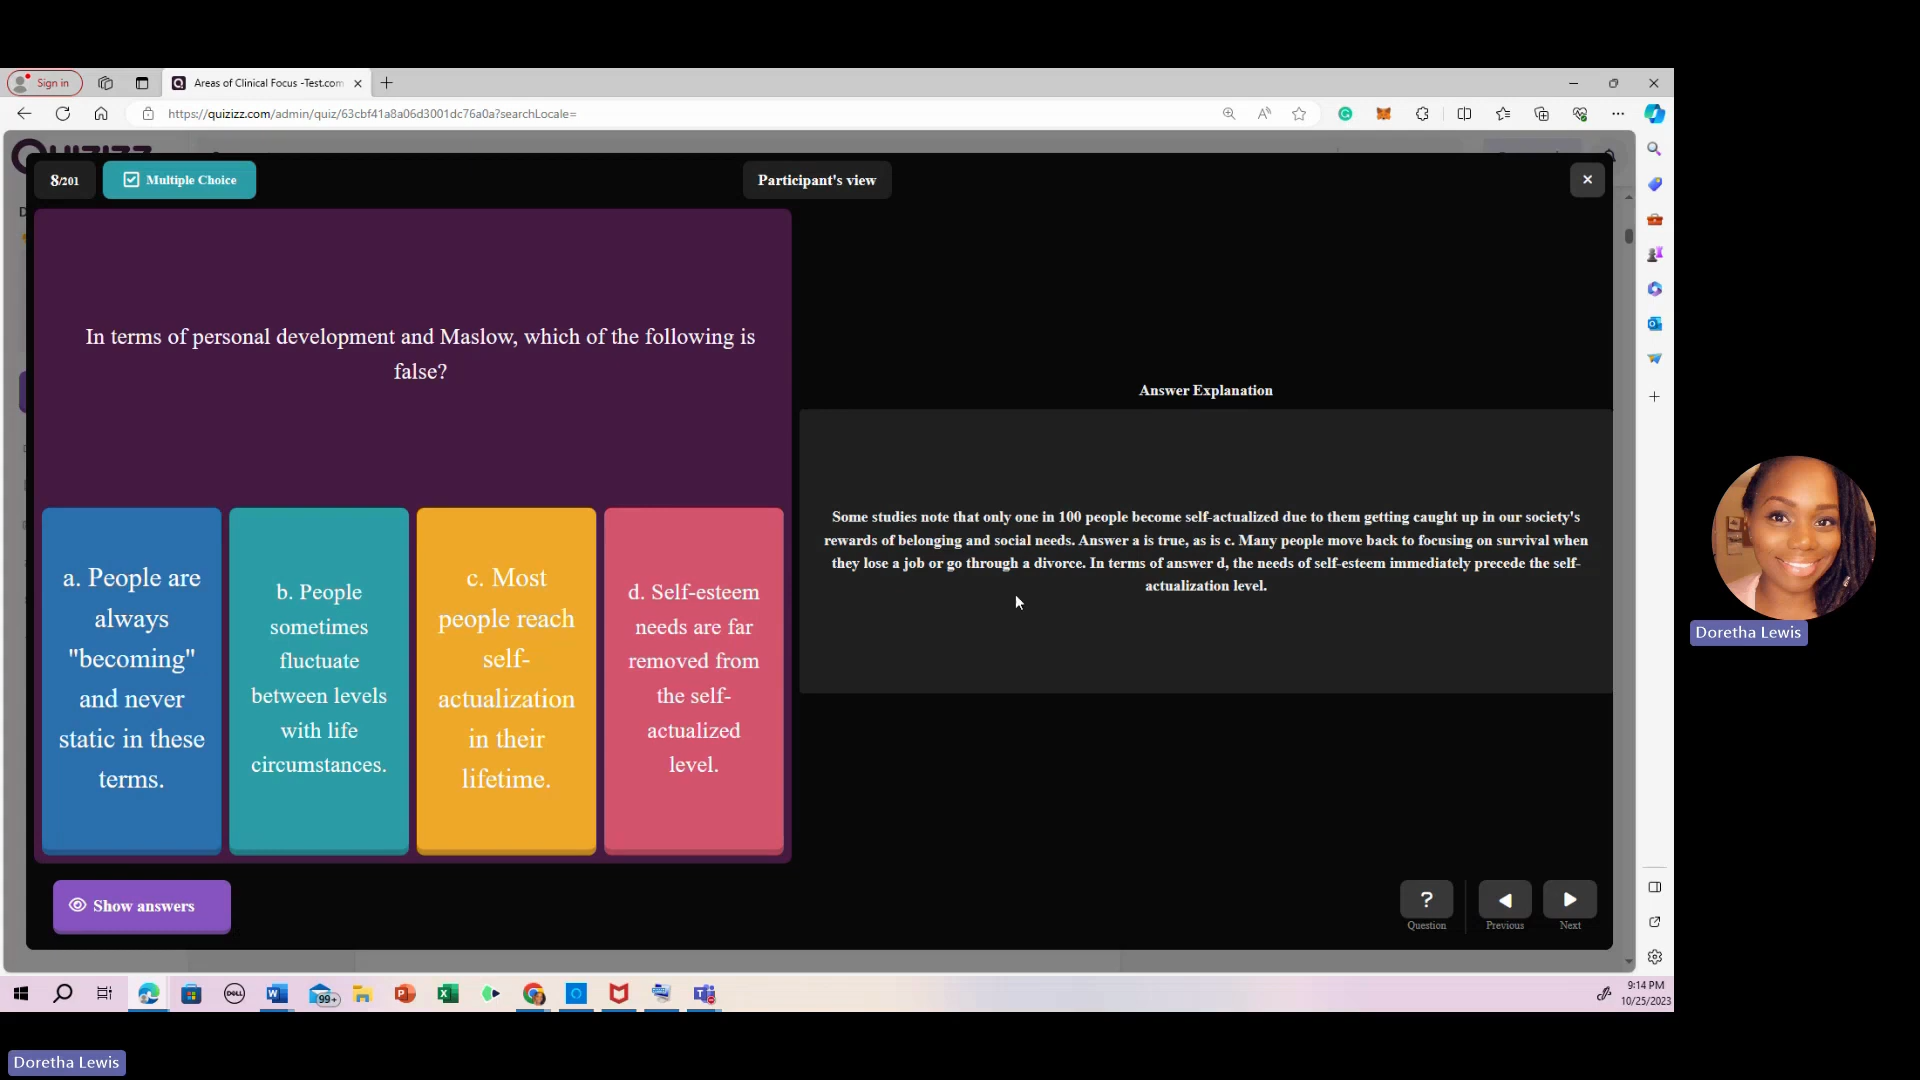 Sign in
Areas of Clinical Focus -Test.com
https://quizizz.com/admin/quiz/63cbf41a8a06d3001dc76a0a?searchLocale=
8/201
Multiple Choice
Participant's view
In terms of personal development and Maslow, which of the following is
false?
a. People are
always
"becoming"
and never
static in these
terms.
b. People
sometimes
fluctuate
between levels
with life
circumstances.
c. Most
people reach
self-
actualization
in their
lifetime.
d. Self-esteem
needs are far
removed from
the self-
actualized
level.
Answer Explanation
Some studies note that only one in 100 people become self-actualized due to them getting caught up in our society's
rewards of belonging and social needs. Answer a is true, as is c. Many people move back to focusing on survival when
they lose a job or go through a divorce. In terms of answer d, the needs of self-esteem immediately precede the self-
actualization level.
Show answers
?
Question
Previous
Next
Doretha Lewis
DELL
99+
9:14 PM
10/25/2023
Doretha Lewis